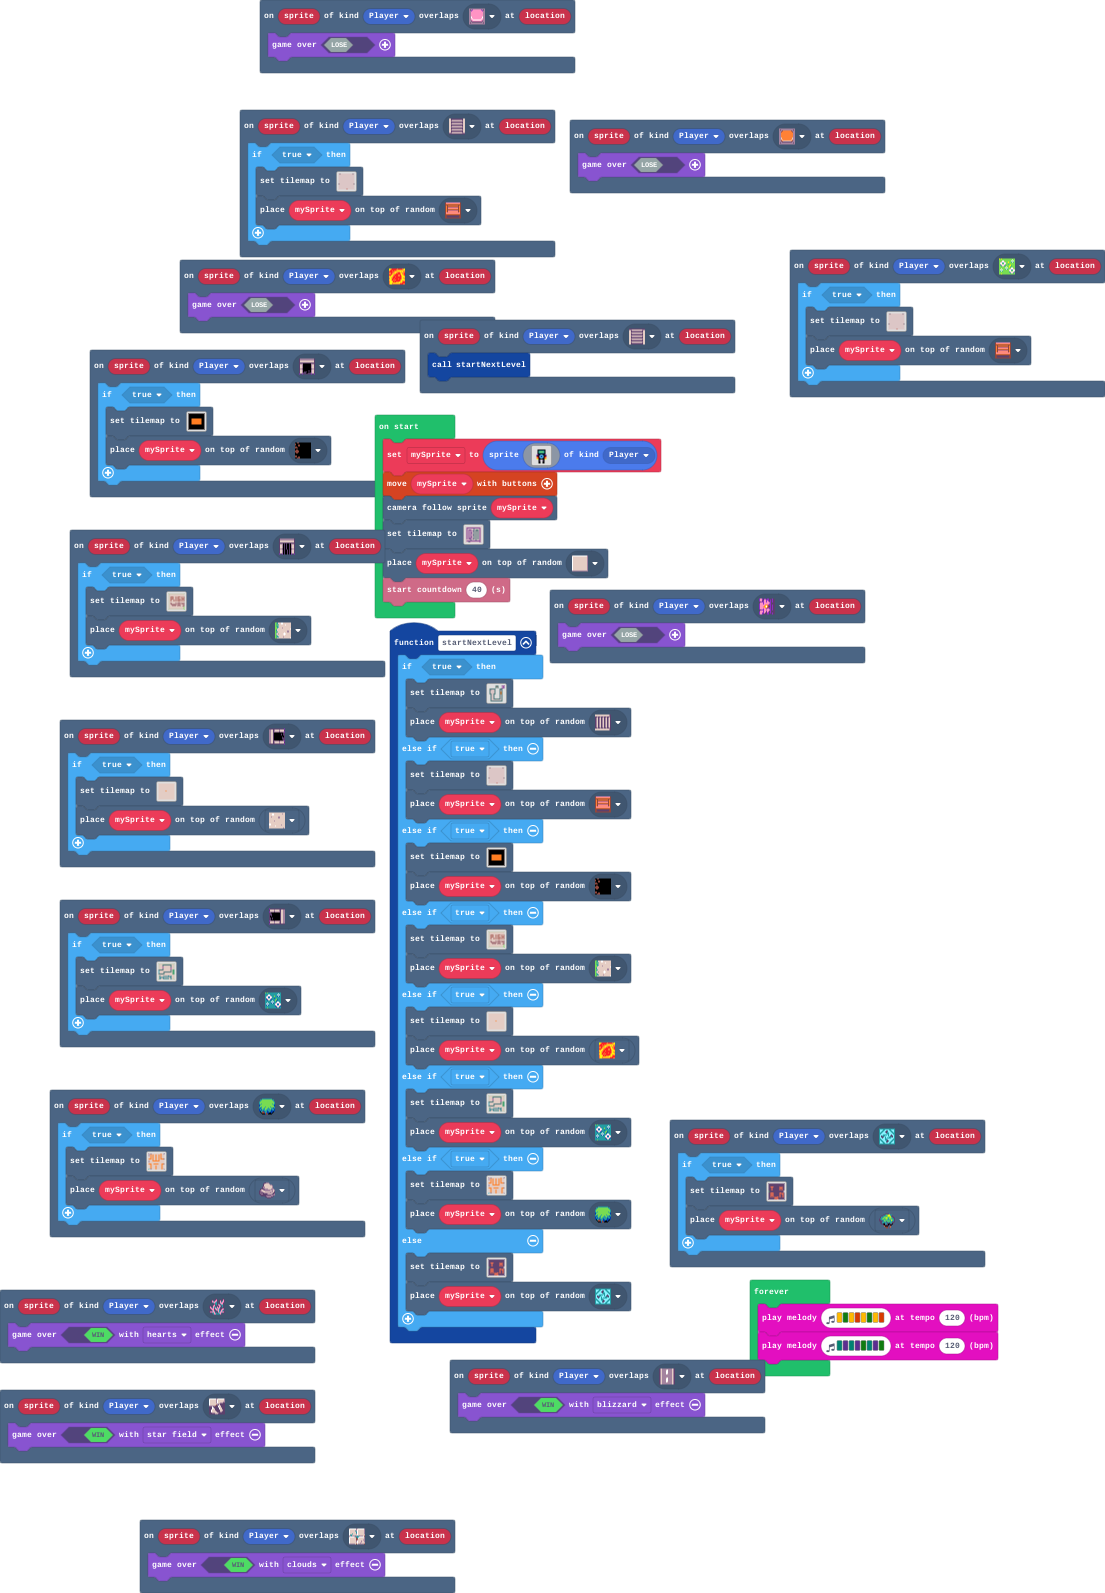 on sprite of kind Player overlaps at location
game over LOSE
on sprite of kind Player overlaps at location
if true then
set tilemap to
place mySprite on top of random
on sprite of kind Player overlaps at location
game over LOSE
on sprite of kind Player overlaps at location
game over LOSE
on sprite of kind Player overlaps at location
if true then
set tilemap to
place mySprite on top of random
on sprite of kind Player overlaps at location
call startNextLevel
on sprite of kind Player overlaps at location
if true then
set tilemap to
place mySprite on top of random
on start
set mySprite to sprite of kind Player
move mySprite with buttons
camera follow sprite mySprite
set tilemap to
place mySprite on top of random
start countdown 40 (s)
on sprite of kind Player overlaps at location
if true then
set tilemap to
place mySprite on top of random
on sprite of kind Player overlaps at location
game over LOSE
function startNextLevel
if true then
set tilemap to
place mySprite on top of random
else if true then
set tilemap to
place mySprite on top of random
else if true then
set tilemap to
place mySprite on top of random
else if true then
set tilemap to
place mySprite on top of random
else if true then
set tilemap to
place mySprite on top of random
else if true then
set tilemap to
place mySprite on top of random
else if true then
set tilemap to
place mySprite on top of random
else
set tilemap to
place mySprite on top of random
on sprite of kind Player overlaps at location
if true then
set tilemap to
place mySprite on top of random
on sprite of kind Player overlaps at location
if true then
set tilemap to
place mySprite on top of random
on sprite of kind Player overlaps at location
if true then
set tilemap to
place mySprite on top of random
on sprite of kind Player overlaps at location
if true then
set tilemap to
place mySprite on top of random
forever
play melody at tempo 120 (bpm)
play melody at tempo 120 (bpm)
on sprite of kind Player overlaps at location
game over WIN with hearts effect
on sprite of kind Player overlaps at location
game over WIN with blizzard effect
on sprite of kind Player overlaps at location
game over WIN with star field effect
on sprite of kind Player overlaps at location
game over WIN with clouds effect